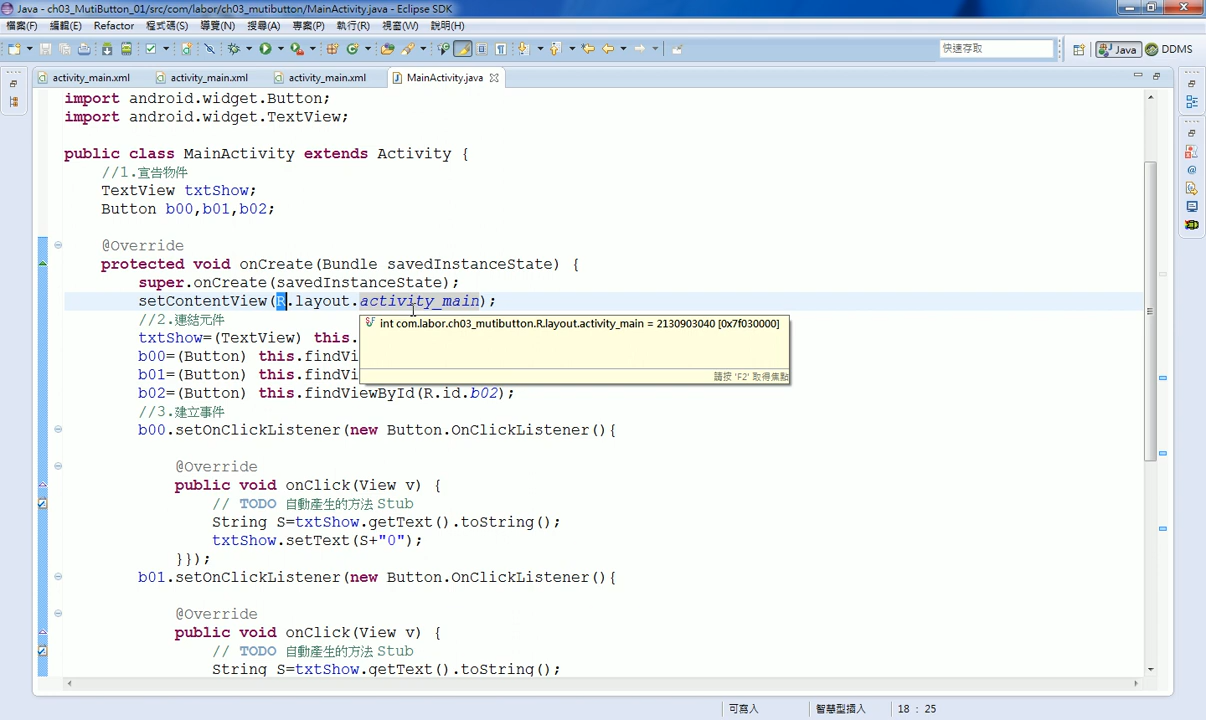 Java - ch03_MutiButton_01/src/com/labor/ch03_mutibutton/MainActivity.java - Eclipse SDK
檔案(F) 編輯(E) Refactor 程式碼(S) 導覽(N) 搜尋(A) 專案(P) 執行(R) 視窗(W) 說明(H)
快速存取 Java DDMS
activity_main.xml activity_main.xml activity_main.xml MainActivity.java
import android.widget.Button;
import android.widget.TextView;
public class MainActivity extends Activity {
//1.宣告物件
TextView txtShow;
Button b00,b01,b02;
@Override
protected void onCreate(Bundle savedInstanceState) {
super.onCreate(savedInstanceState);
setContentView(R.layout.activity_main);
//2.連結元件
int com.labor.ch03_mutibutton.R.layout.activity_main = 2130903040 [0x7f030000]
txtShow=(TextView) this.
b00=(Button) this.findVi
b01=(Button) this.findVi
請按 'F2' 取得焦點
b02=(Button) this.findViewById(R.id.b02);
//3.建立事件
b00.setOnClickListener(new Button.OnClickListener(){
@Override
public void onClick(View v) {
// TODO 自動產生的方法 Stub
String S=txtShow.getText().toString();
txtShow.setText(S+"0");
}});
b01.setOnClickListener(new Button.OnClickListener(){
@Override
public void onClick(View v) {
// TODO 自動產生的方法 Stub
String S=txtShow.getText().toString();
可寫入 智慧型插入 18 : 25